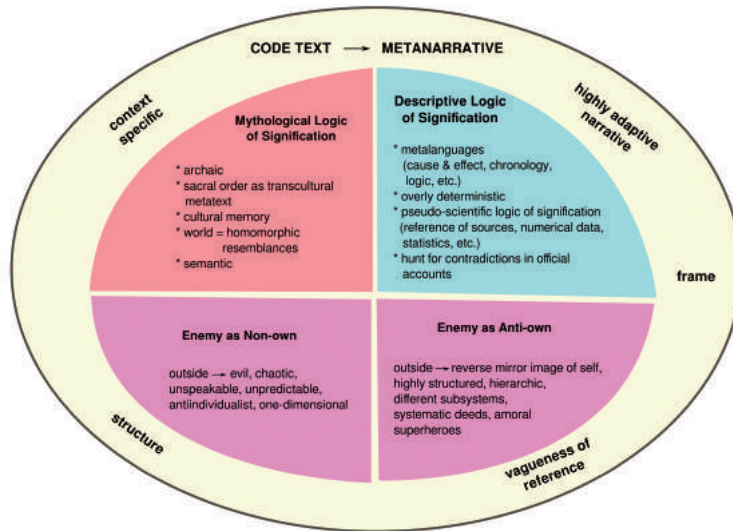 CODE TEXT → METANARRATIVE
context
specific
highly adaptive
narrative
Mythological Logic
of Signification
* archaic
* sacral order as transcultural
metatext
* cultural memory
* world = homomorphic
resemblances
* semantic
Descriptive Logic
of Signification
* metalanguages
(cause & effect, chronology,
logic, etc.)
* overly deterministic
* pseudo-scientific logic of signification
(reference of sources, numerical data,
statistics, etc.)
* hunt for contradictions in official
accounts
frame
Enemy as Non-own
outside → evil, chaotic,
unspeakable, unpredictable,
antiindividualist, one-dimensional
Enemy as Anti-own
outside → reverse mirror image of self,
highly structured, hierarchic,
different subsystems,
systematic deeds, amoral
superheroes
structure
vagueness of
reference